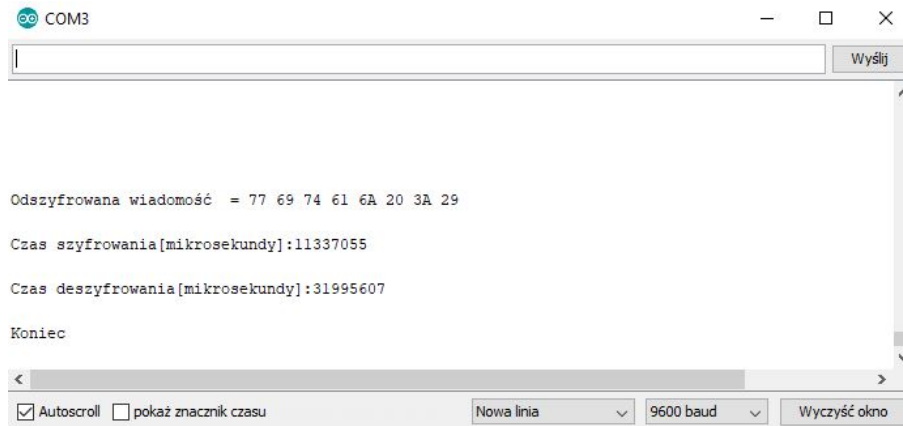 COM3
Wyślij
Odszyfrowana wiadomość  = 77 69 74 61 6A 20 3A 29
Czas szyfrowania[mikrosekundy]:11337055
Czas deszyfrowania[mikrosekundy]:31995607
Koniec
Autoscroll pokaż znacznik czasu Nowa linia 9600 baud Wyczyść okno